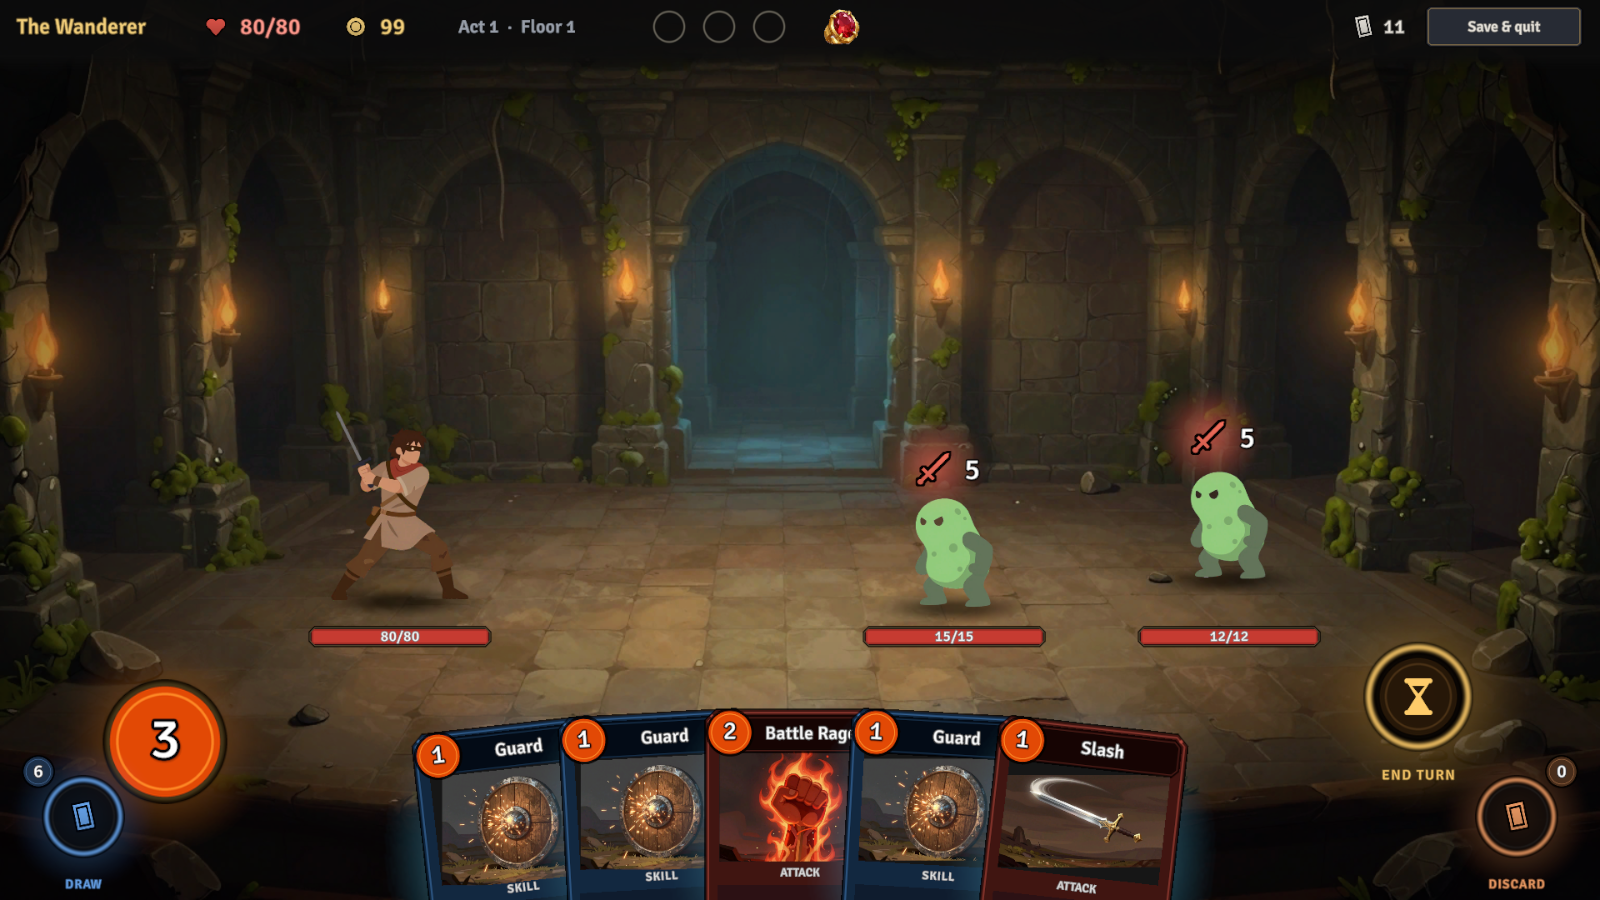 The Wanderer
80/80
99
Act 1 · Floor 1
11
Save & quit
5
5
80/80
15/15
12/12
3
6
DRAW
1
Guard
SKILL
1
Guard
SKILL
2
Battle Rage
ATTACK
1
Guard
SKILL
1
Slash
ATTACK
END TURN
0
DISCARD